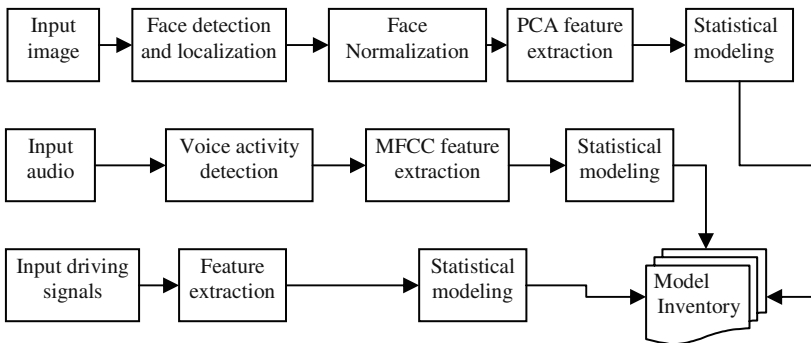 Input
image
Face detection
and localization
Face
Normalization
PCA feature
extraction
Statistical
modeling
Input
audio
Voice activity
detection
MFCC feature
extraction
Statistical
modeling
Input driving
signals
Feature
extraction
Statistical
modeling
Model
Inventory